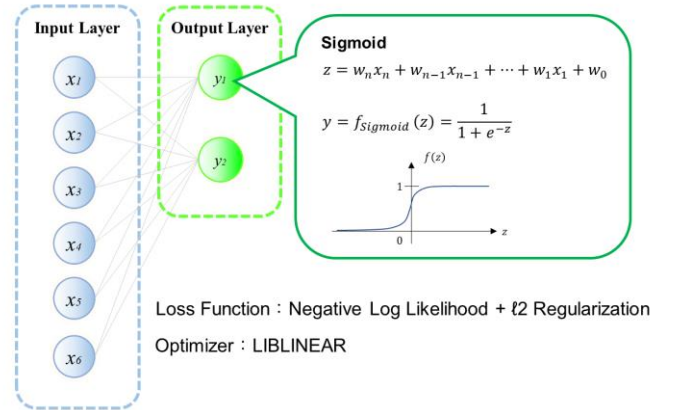 Input Layer
Output Layer
x1
x2
x3
x4
x5
x6
y1
y2
Sigmoid
z = wₙxₙ + wₙ₋₁xₙ₋₁ + ⋯ + w₁x₁ + w₀
y = f_Sigmoid (z) = 1 / (1 + e^{-z})
f(z)
1
0
z
Loss Function：Negative Log Likelihood + ℓ2 Regularization
Optimizer：LIBLINEAR